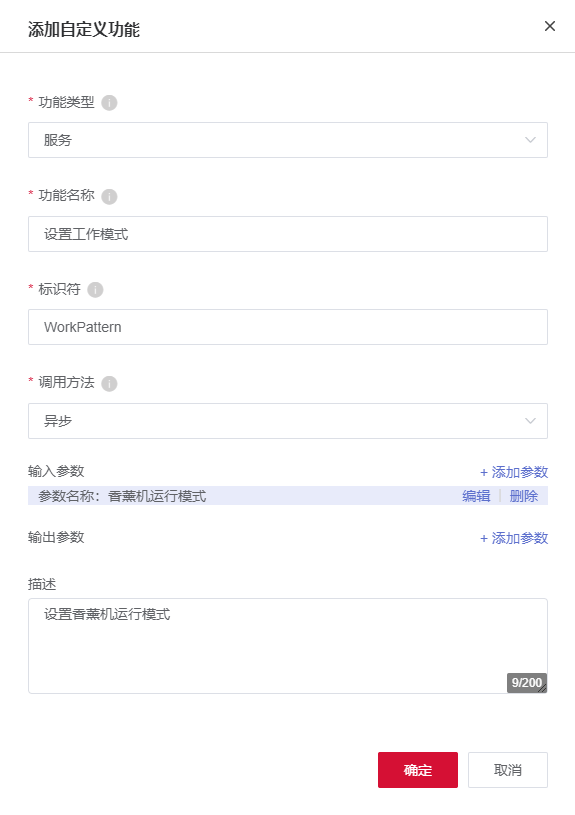 添加自定义功能
* 功能类型
服务
* 功能名称
设置工作模式
* 标识符
WorkPattern
* 调用方法
异步
输入参数 + 添加参数
参数名称：香薰机运行模式 编辑 删除
输出参数 + 添加参数
描述
设置香薰机运行模式
9/200
确定 取消